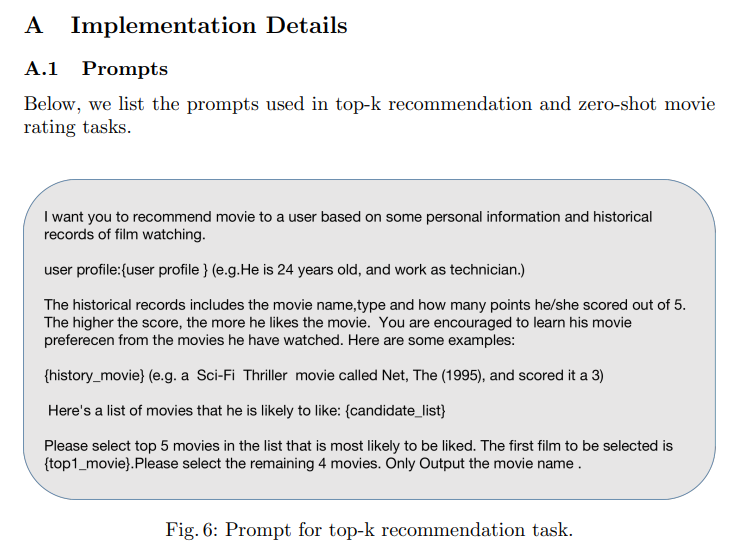 A Implementation Details
A.1 Prompts
Below, we list the prompts used in top-k recommendation and zero-shot movie
rating tasks.
I want you to recommend movie to a user based on some personal information and historical
records of film watching.
user profile:{user profile } (e.g.He is 24 years old, and work as technician.)
The historical records includes the movie name,type and how many points he/she scored out of 5.
The higher the score, the more he likes the movie. You are encouraged to learn his movie
preferecen from the movies he have watched. Here are some examples:
{history_movie} (e.g. a Sci-Fi Thriller movie called Net, The (1995), and scored it a 3)
Here's a list of movies that he is likely to like: {candidate_list}
Please select top 5 movies in the list that is most likely to be liked. The first film to be selected is
{top1_movie}.Please select the remaining 4 movies. Only Output the movie name .
Fig. 6: Prompt for top-k recommendation task.